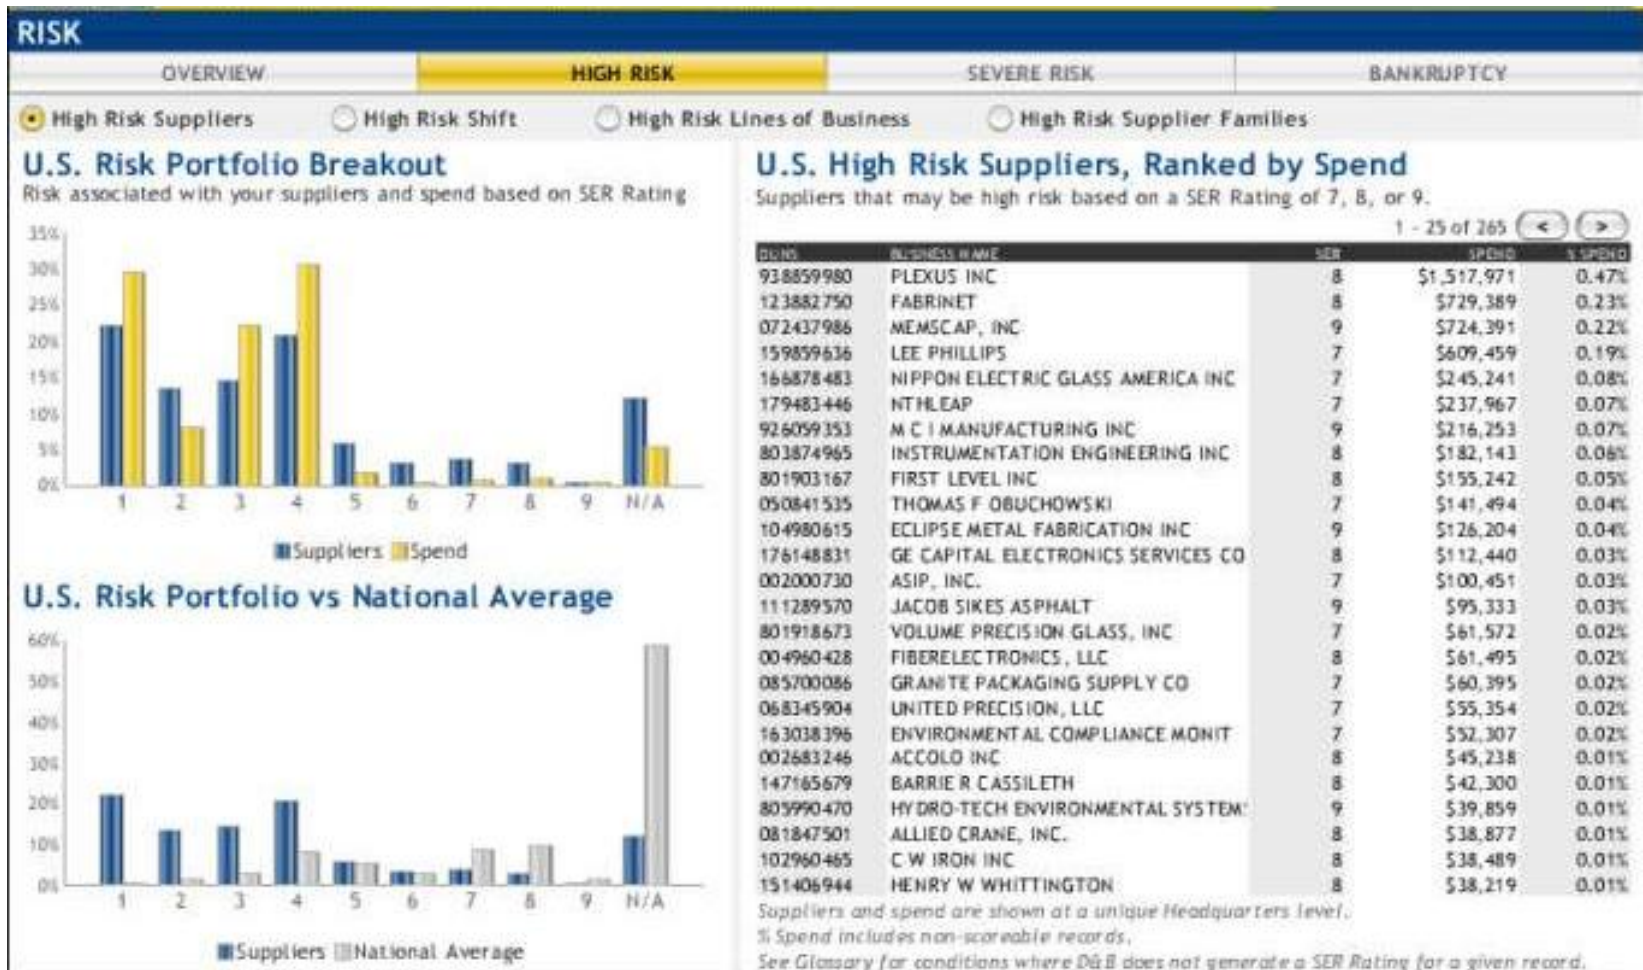 RISK
OVERVIEW HIGH RISK SEVERE RISK BANKRUPTCY
High Risk Suppliers High Risk Shift High Risk Lines of Business High Risk Supplier Families
U.S. Risk Portfolio Breakout
Risk associated with your suppliers and spend based on SER Rating
35%
30%
25%
20%
15%
10%
5%
0%
1 2 3 4 5 6 7 8 9 N/A
Suppliers Spend
U.S. Risk Portfolio vs National Average
60%
50%
40%
30%
20%
10%
0%
1 2 3 4 5 6 7 8 9 N/A
Suppliers National Average
U.S. High Risk Suppliers, Ranked by Spend
Suppliers that may be high risk based on a SER Rating of 7, 8, or 9.
1 - 25 of 265 < >
DUNS BUSINESS NAME SER SPEND % SPEND
938859980 PLEXUS INC 8 $1,517,971 0.47%
123882750 FABRINET 8 $729,389 0.23%
072437986 MEMSCAP, INC 9 $724,391 0.22%
159859636 LEE PHILLIPS 7 $609,459 0.19%
166878483 NIPPON ELECTRIC GLASS AMERICA INC 7 $245,241 0.08%
179483446 NTHLEAP 7 $237,967 0.07%
926059353 M C I MANUFACTURING INC 9 $216,253 0.07%
803874965 INSTRUMENTATION ENGINEERING INC 8 $182,143 0.06%
801903167 FIRST LEVEL INC 8 $155,242 0.05%
050841535 THOMAS F OBUCHOWSKI 7 $141,494 0.04%
104980615 ECLIPSE METAL FABRICATION INC 9 $126,204 0.04%
176148831 GE CAPITAL ELECTRONICS SERVICES CO 8 $112,440 0.03%
002000730 ASIP, INC. 7 $100,451 0.03%
111289570 JACOB SIKES ASPHALT 9 $95,333 0.03%
801918673 VOLUME PRECISION GLASS, INC 7 $61,572 0.02%
004960428 FIBERELECTRONICS, LLC 8 $61,495 0.02%
085700086 GRANITE PACKAGING SUPPLY CO 7 $60,395 0.02%
068345904 UNITED PRECISION, LLC 7 $55,354 0.02%
163038396 ENVIRONMENTAL COMPLIANCE MONIT 7 $52,307 0.02%
002683246 ACCOLO INC 8 $45,238 0.01%
147165679 BARRIE R CASSILETH 8 $42,300 0.01%
805990470 HYDRO-TECH ENVIRONMENTAL SYSTEM 9 $39,859 0.01%
081847501 ALLIED CRANE, INC. 8 $38,877 0.01%
102960465 C W IRON INC 8 $38,489 0.01%
151406944 HENRY W WHITTINGTON 8 $38,219 0.01%
Suppliers and spend are shown at a unique Headquarters level.
% Spend includes non-scoreable records.
See Glossary for conditions where D&B does not generate a SER Rating for a given record.